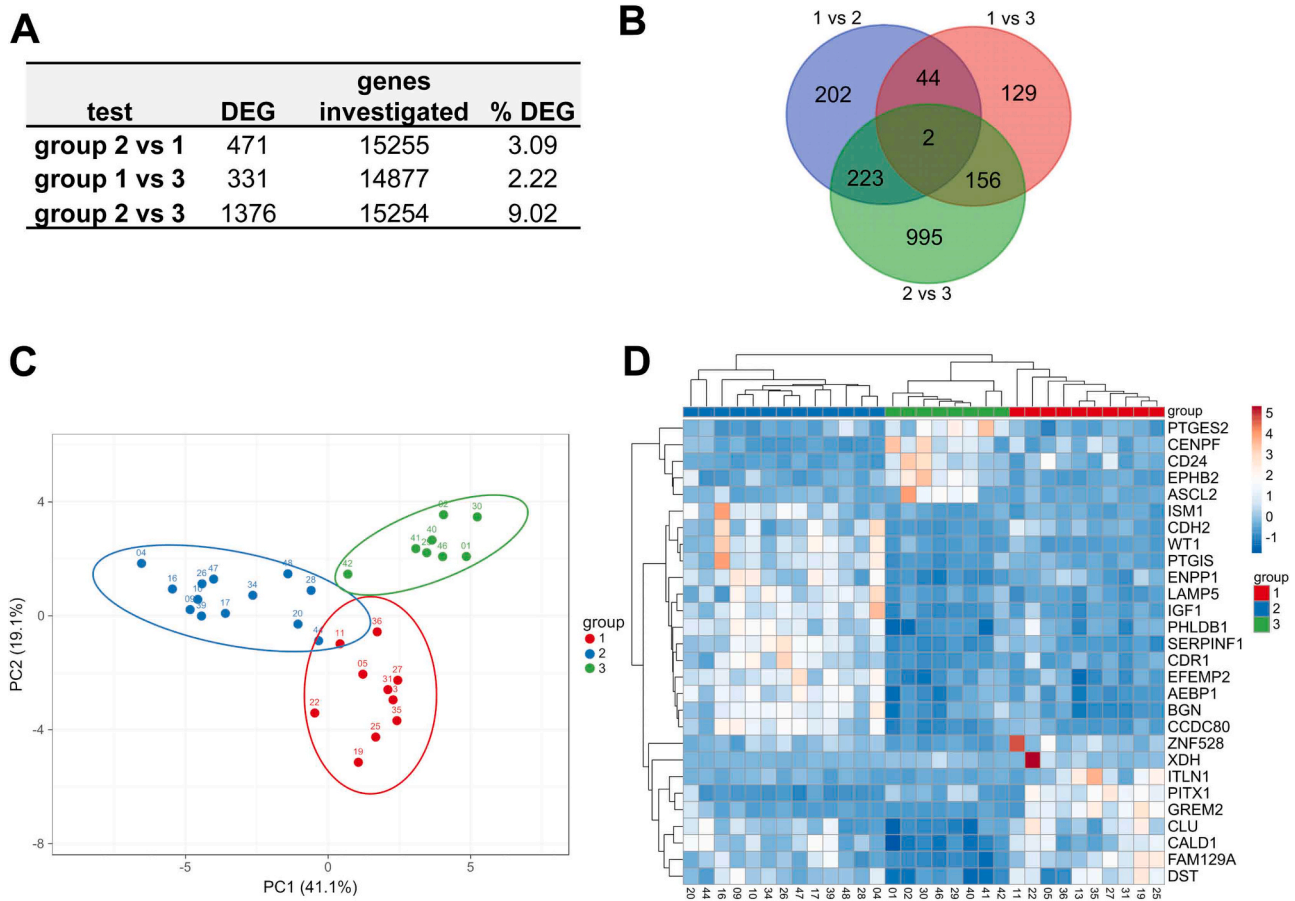 A
genes
test DEG investigated % DEG
group 2 vs 1 471 15255 3.09
group 1 vs 3 331 14877 2.22
group 2 vs 3 1376 15254 9.02
B
1 vs 2 1 vs 3
202 44 129
2
223 156
995
2 vs 3
C
PC2 (19.1%)
4
0
-4
-8
-5 0 5
PC1 (41.1%)
04
16
26
47
09
39
17
34
48
28
20
02
30
40
41
46
01
42
36
11
05
27
31
35
22
25
19
group
1
2
3
D
group
PTGES2
CENPF
CD24
EPHB2
ASCL2
ISM1
CDH2
WT1
PTGIS
ENPP1
LAMP5
IGF1
PHLDB1
SERPINF1
CDR1
EFEMP2
AEBP1
BGN
CCDC80
ZNF528
XDH
ITLN1
PITX1
GREM2
CLU
CALD1
FAM129A
DST
20 44 16 09 10 34 26 47 17 39 48 28 04 01 02 30 46 29 40 41 42 11 22 05 36 13 35 27 31 19 25
5
4
3
2
1
0
-1
group
1
2
3